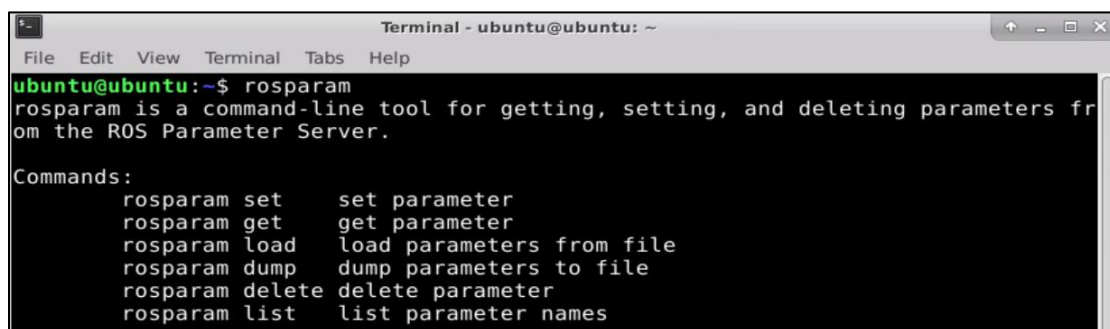 Terminal - ubuntu@ubuntu: ~
File Edit View Terminal Tabs Help
ubuntu@ubuntu:~$ rosparam
rosparam is a command-line tool for getting, setting, and deleting parameters fr
om the ROS Parameter Server.
Commands:
rosparam set set parameter
rosparam get get parameter
rosparam load load parameters from file
rosparam dump dump parameters to file
rosparam delete delete parameter
rosparam list list parameter names